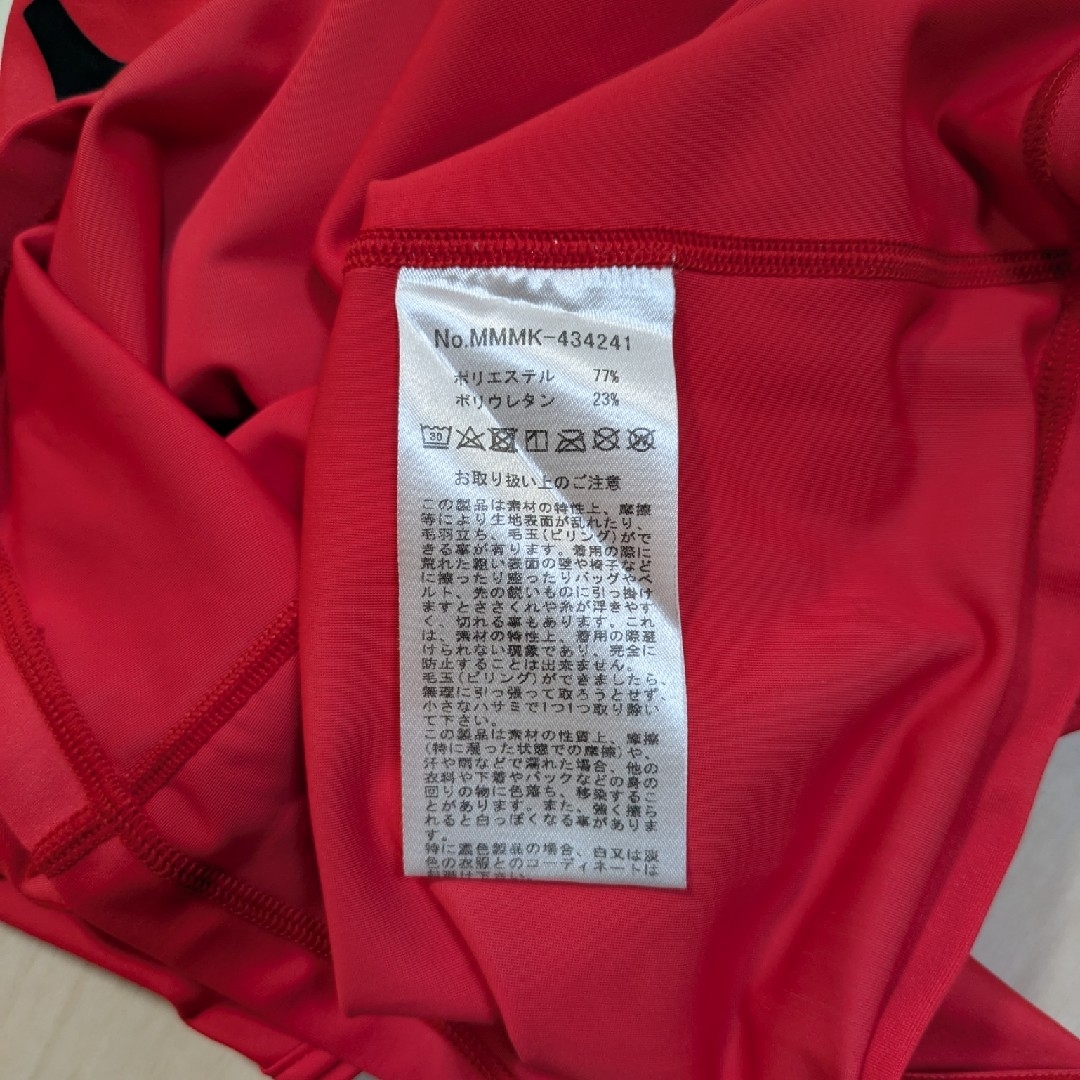 No.MMMK-434241
ポリエステル 77%
ポリウレタン 23%
30
お取り扱い上のご注意
この製品は素材の特性上、摩擦
等により生地表面が乱れたり、
毛羽立ち、毛玉(ピリング)がで
きる事が有ります。着用の際に
荒れた粗い表面の壁や椅子など
に擦ったり座ったりバッグやベ
ルト、先の鋭いものに引っ掛け
ますとささくれや糸が浮きやす
く、切れる事もあります。これ
は、素材の特性上、着用の際避
けられない現象であり、完全に
防止することは出来ません。
毛玉(ピリング)ができましたら、
無理に引っ張って取ろうとせず、
小さなハサミで1つ1つ取り除い
て下さい。
この製品は素材の性質上、摩擦
(特に湿った状態での摩擦)や、
汗や雨などで濡れた場合、他の
衣料や下着やバックなどの身の
回りの物に色落ち、移染するこ
とがあります。また、強く擦ら
れると白っぽくなる事がありま
す。
特に濃色製品の場合、白又は淡
色の衣服とのコーディネートは